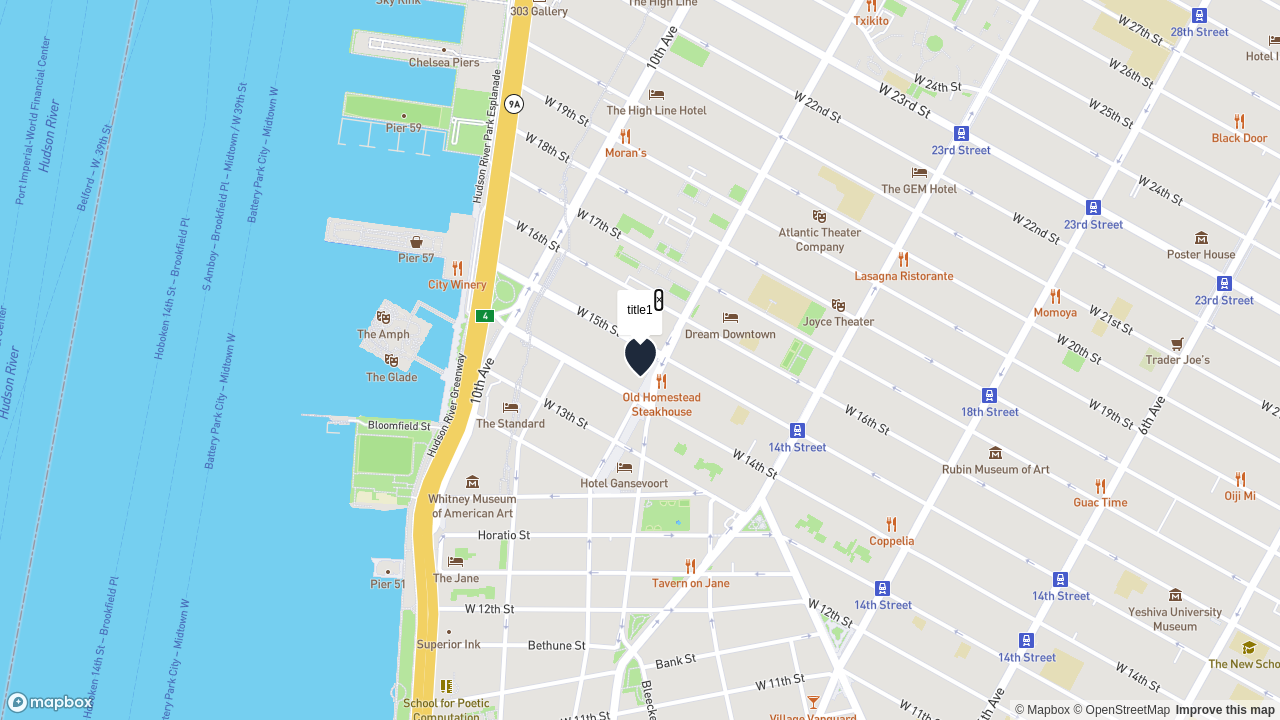 Sky Rink
303 Gallery
The High Line
Txikito
28th Street
W 27th St
Hotel I
10th Ave
Chelsea Piers
W 26th St
W 24th St
W 23rd St
W 25th St
Port Imperial-World Financial Center
Hudson River
Belford – W. 39th St
S Amboy – Brookfield Pl – Midtown / W 39th St
Battery Park City – Midtown W
Hudson River Park Esplanade
9A
W 19th St
The High Line Hotel
W 22nd St
Pier 59
Black Door
W 18th St
Moran's
23rd Street
The GEM Hotel
W 24th St
W 17th St
Atlantic Theater
Company
23rd Street
W 22nd St
Poster House
W 16th St
Pier 57
City Winery
Lasagna Ristorante
23rd Street
Hoboken 14th St – Brookfield Pl
title1
×
4
W 15th St
Joyce Theater
Momoya
W 21st St
The Amph
Dream Downtown
W 20th St
Trader Joe's
Hudson River
Battery Park City – Midtown W
The Glade
10th Ave
Hudson River Greenway
Old Homestead
Steakhouse
18th Street
W 19th St
6th Ave
W 13th St
W 16th St
The Standard
Bloomfield St
14th Street
W 14th St
W 18th St
Rubin Museum of Art
Hotel Gansevoort
Whitney Museum
of American Art
Guac Time
Oiji Mi
Horatio St
Coppelia
The Jane
Pier 51
Tavern on Jane
14th Street
14th Street
W 12th St
W 12th St
Yeshiva University
Museum
Hoboken 14th St – Brookfield Pl
Battery Park City – Midtown W
Superior Ink
Bethune St
Bank St
14th Street
The New Scho
W 14th St
W 11th St
School for Poetic
Computation
W 11th St
Village Vanguard
mapbox
© Mapbox © OpenStreetMap Improve this map